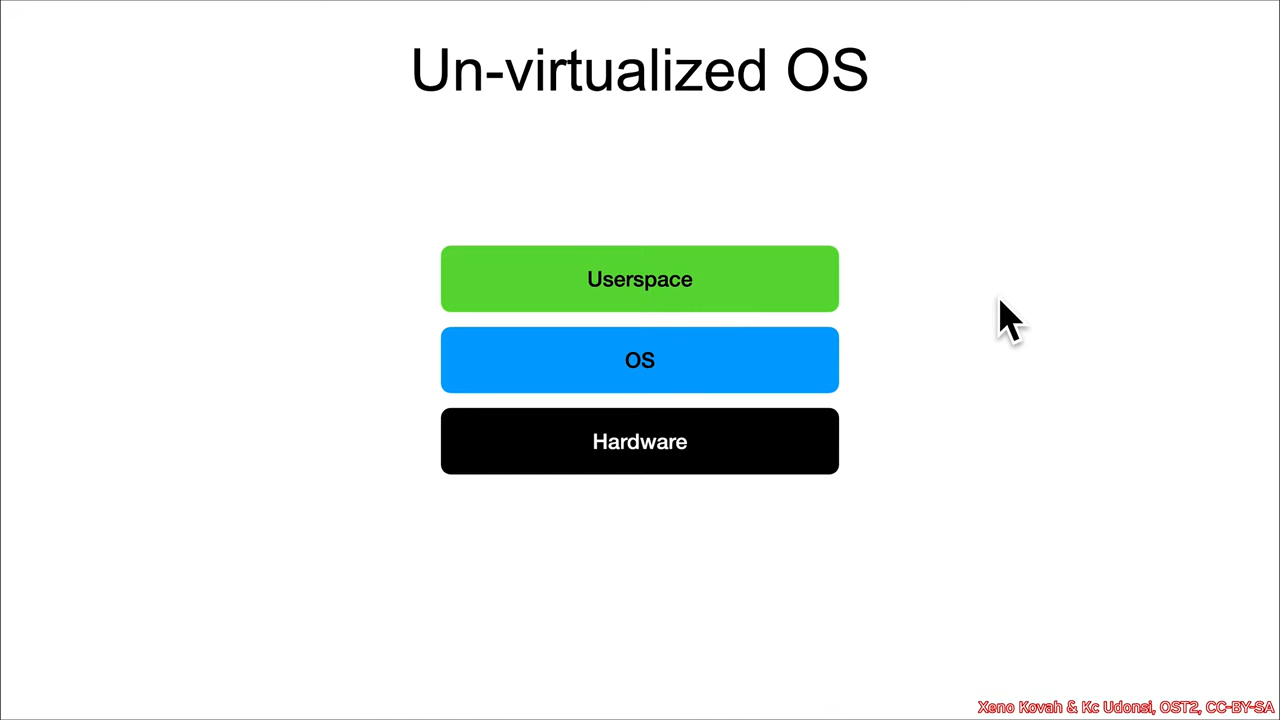 Un-virtualized OS
Userspace
OS
Hardware
Xeno Kovah & Kc Udonsi, OST2, CC-BY-SA